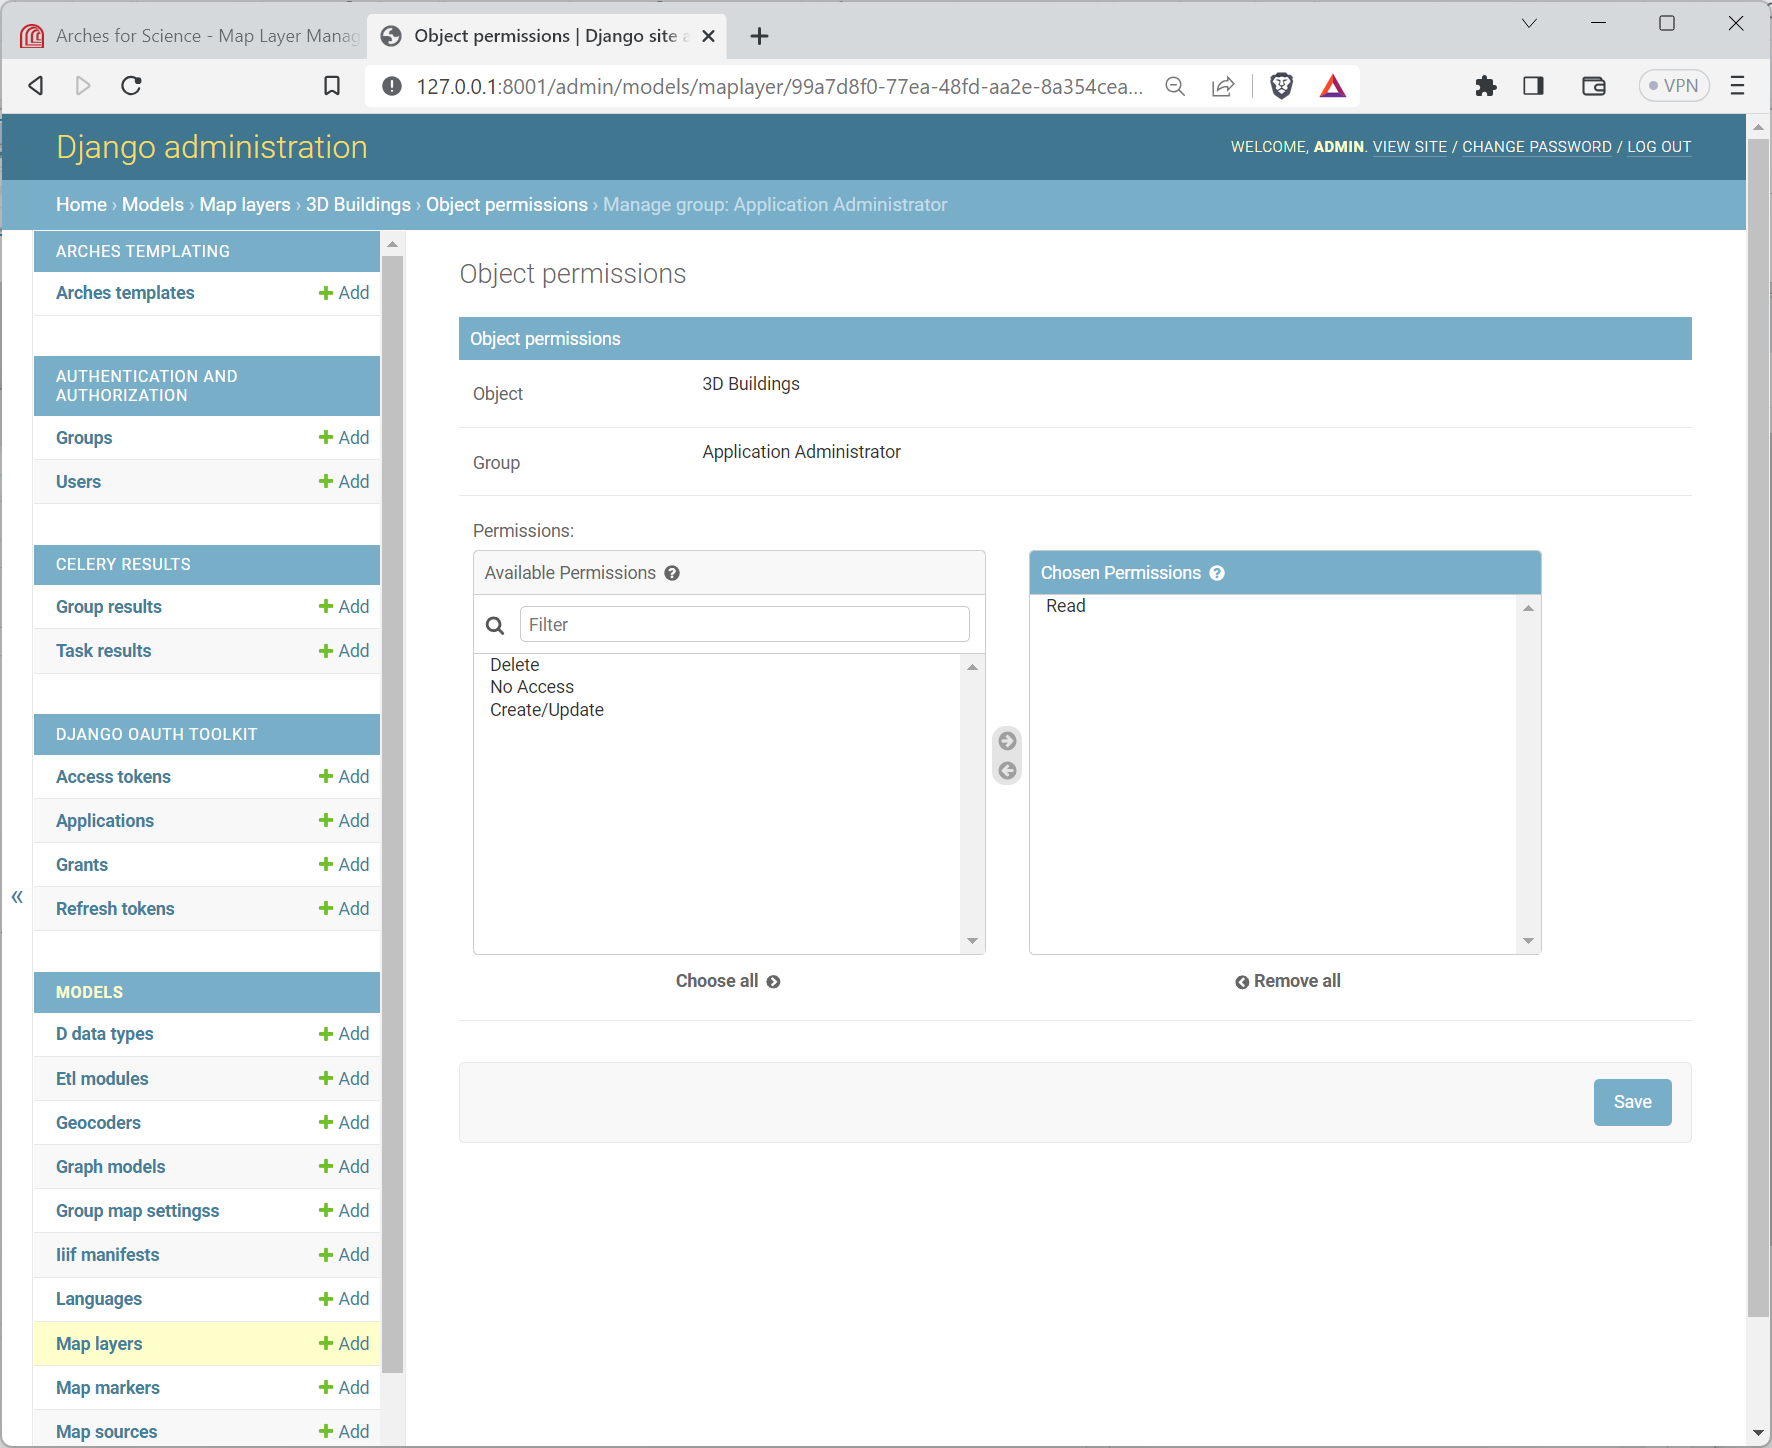 Arches for Science - Map Layer Manag
Object permissions | Django site a
127.0.0.1:8001/admin/models/maplayer/99a7d8f0-77ea-48fd-aa2e-8a354cea...
VPN
Django administration
WELCOME, ADMIN. VIEW SITE / CHANGE PASSWORD / LOG OUT
Home › Models › Map layers › 3D Buildings › Object permissions › Manage group: Application Administrator
ARCHES TEMPLATING
Arches templates Add
AUTHENTICATION AND
AUTHORIZATION
Groups Add
Users Add
CELERY RESULTS
Group results Add
Task results Add
DJANGO OAUTH TOOLKIT
Access tokens Add
Applications Add
Grants Add
Refresh tokens Add
«
MODELS
D data types Add
Etl modules Add
Geocoders Add
Graph models Add
Group map settingss Add
Iiif manifests Add
Languages Add
Map layers Add
Map markers Add
Map sources Add
Object permissions
Object permissions
Object 3D Buildings
Group Application Administrator
Permissions:
Available Permissions ?
Filter
Delete
No Access
Create/Update
Choose all
Chosen Permissions ?
Read
Remove all
Save